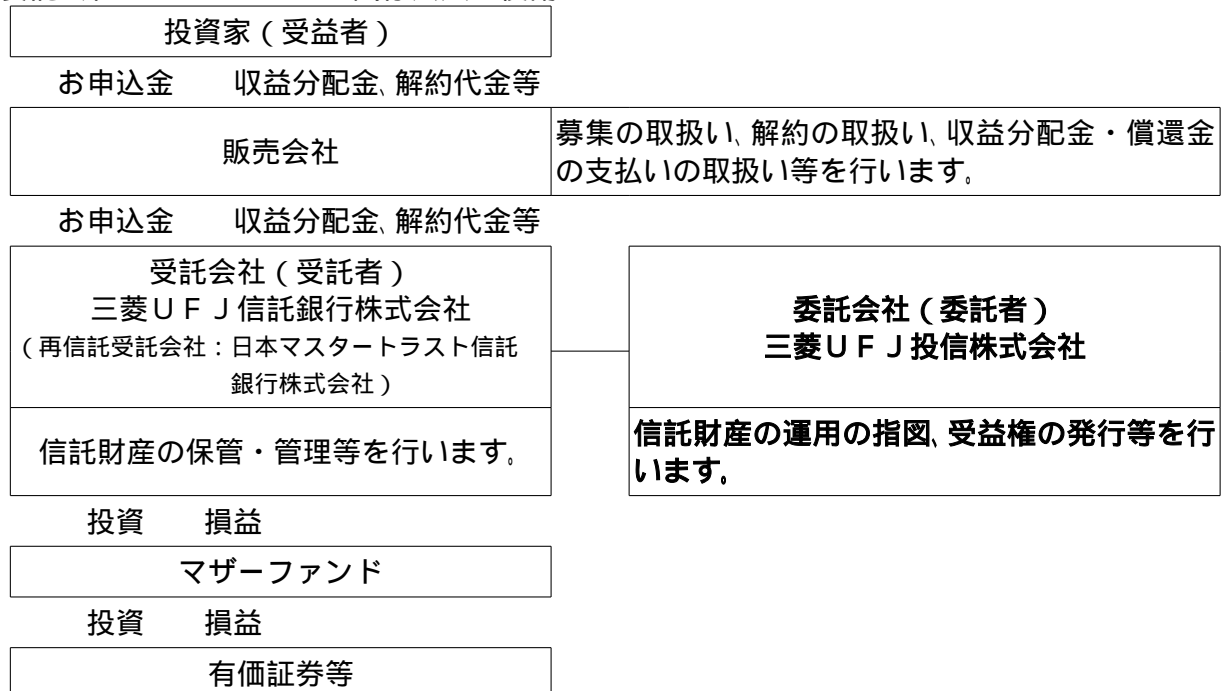 投資家(受益者)
お申込金 収益分配金、解約代金等
販売会社
募集の取扱い、解約の取扱い、収益分配金・償還金
の支払いの取扱い等を行います。
お申込金 収益分配金、解約代金等
受託会社(受託者)
三菱UFJ信託銀行株式会社
(再信託受託会社:日本マスタートラスト信託
銀行株式会社)
委託会社(委託者)
三菱UFJ投信株式会社
信託財産の保管・管理等を行います。
信託財産の運用の指図、受益権の発行等を行
います。
投資 損益
マザーファンド
投資 損益
有価証券等